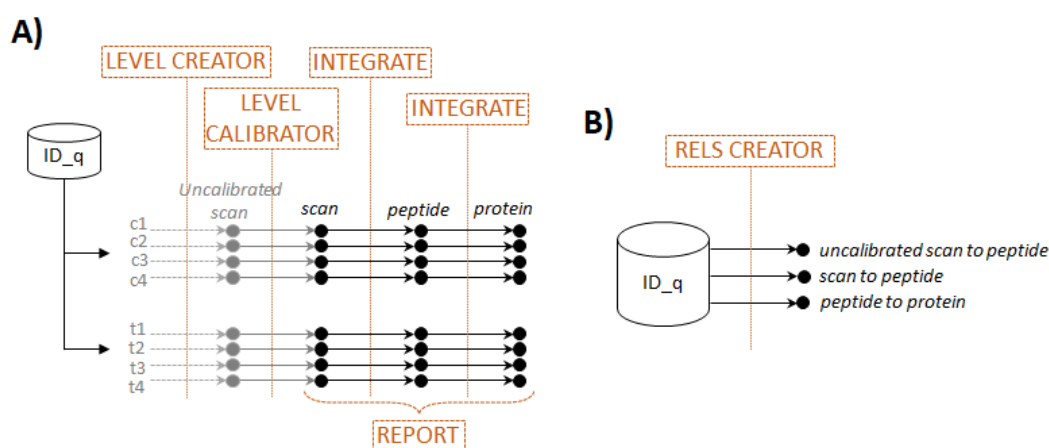 A)
LEVEL CREATOR
INTEGRATE
LEVEL
CALIBRATOR
INTEGRATE
ID_q
Uncalibrated
scan
scan
peptide
protein
c1
c2
c3
c4
t1
t2
t3
t4
REPORT
B)
RELS CREATOR
ID_q
uncalibrated scan to peptide
scan to peptide
peptide to protein